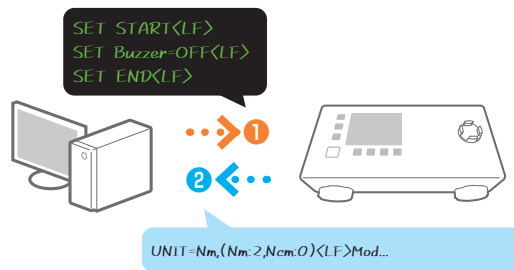 SET START<LF>
SET Buzzer=OFF<LF>
SET END<LF>
1
2
UNIT=Nm,(Nm:2,Ncm:0)<LF>Mod...